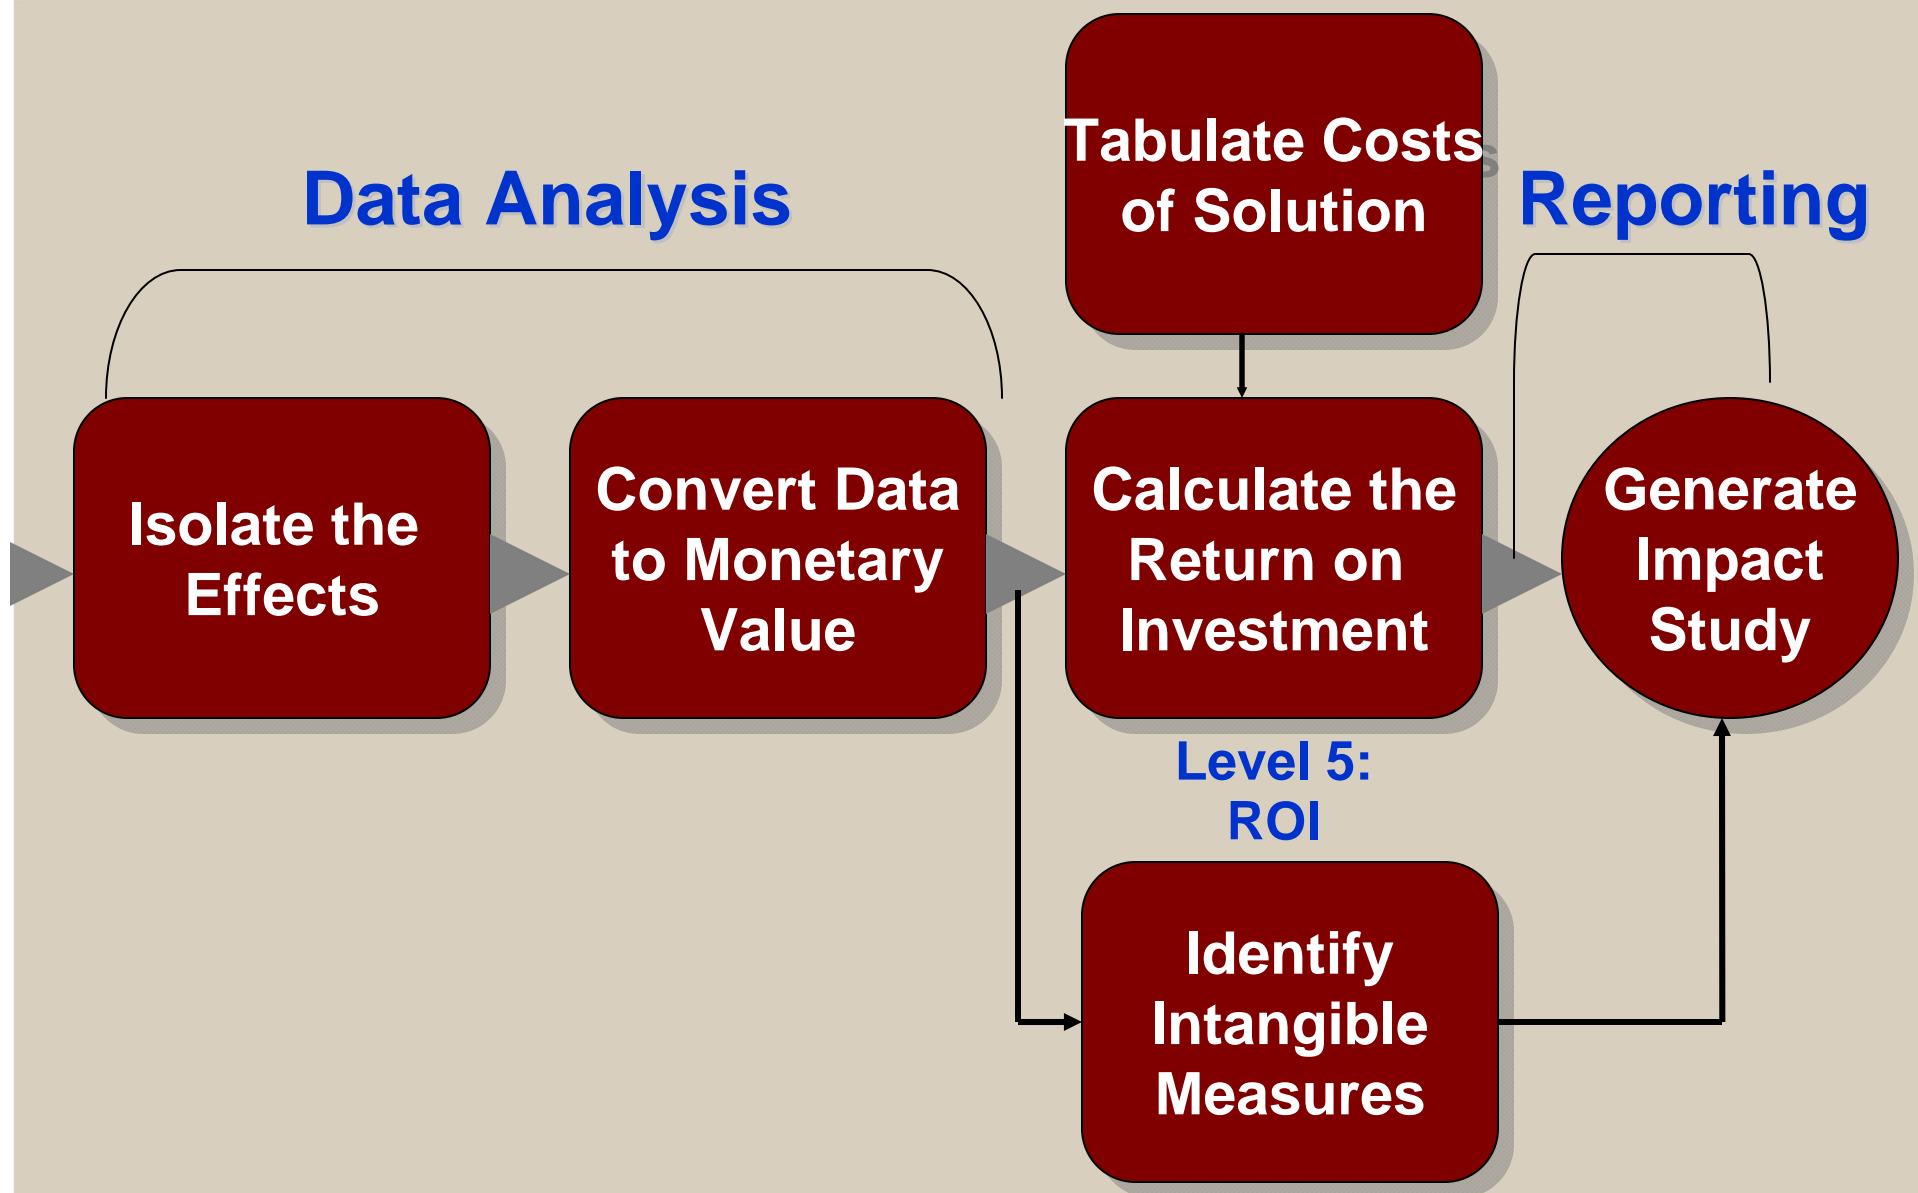 Data Analysis
Tabulate Costs
of Solution
Reporting
Isolate the
Effects
Convert Data
to Monetary
Value
Calculate the
Return on
Investment
Generate
Impact
Study
Level 5:
ROI
Identify
Intangible
Measures